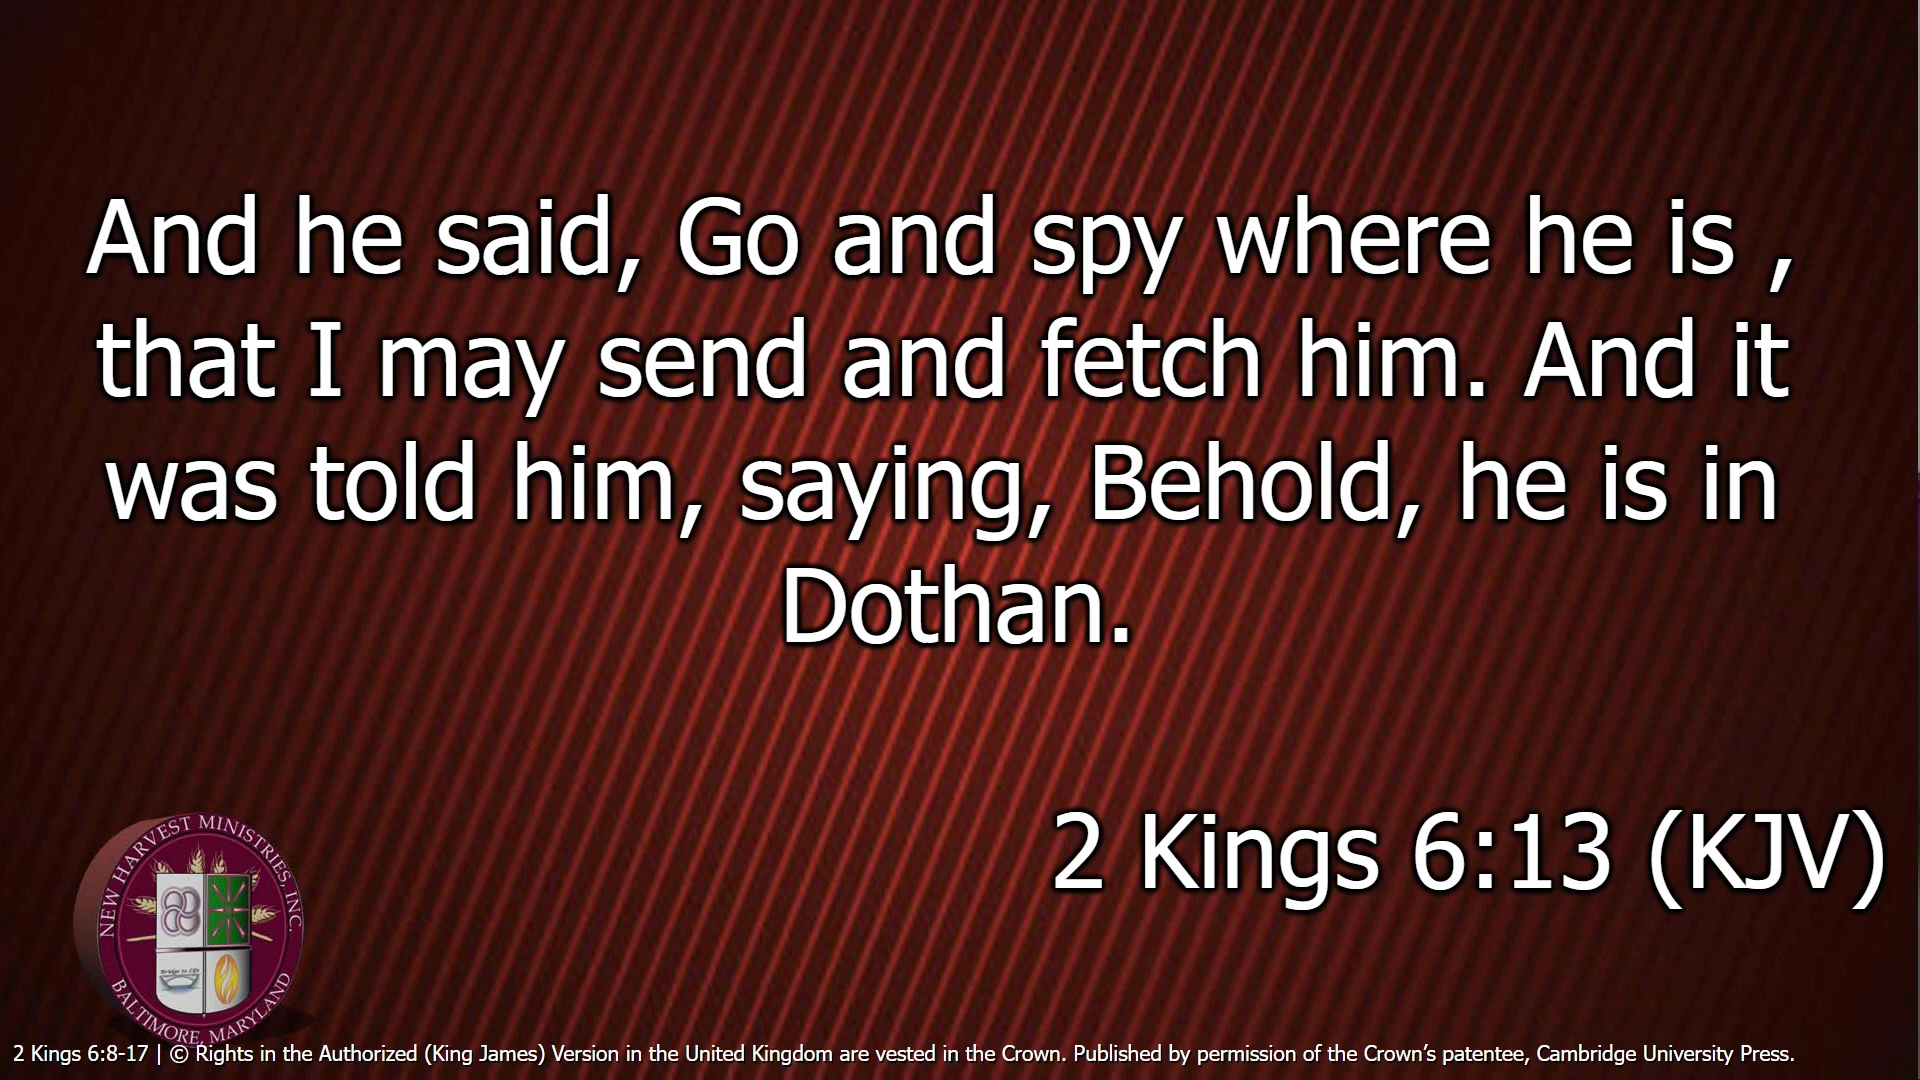 And he said, Go and spy where he is ,
that I may send and fetch him. And it
was told him, saying, Behold, he is in
Dothan.
2 Kings 6:13 (KJV)
NEW HARVEST MINISTRIES, INC.
Bridge to Life
BALTIMORE, MARYLAND
2 Kings 6:8-17 | © Rights in the Authorized (King James) Version in the United Kingdom are vested in the Crown. Published by permission of the Crown’s patentee, Cambridge University Press.